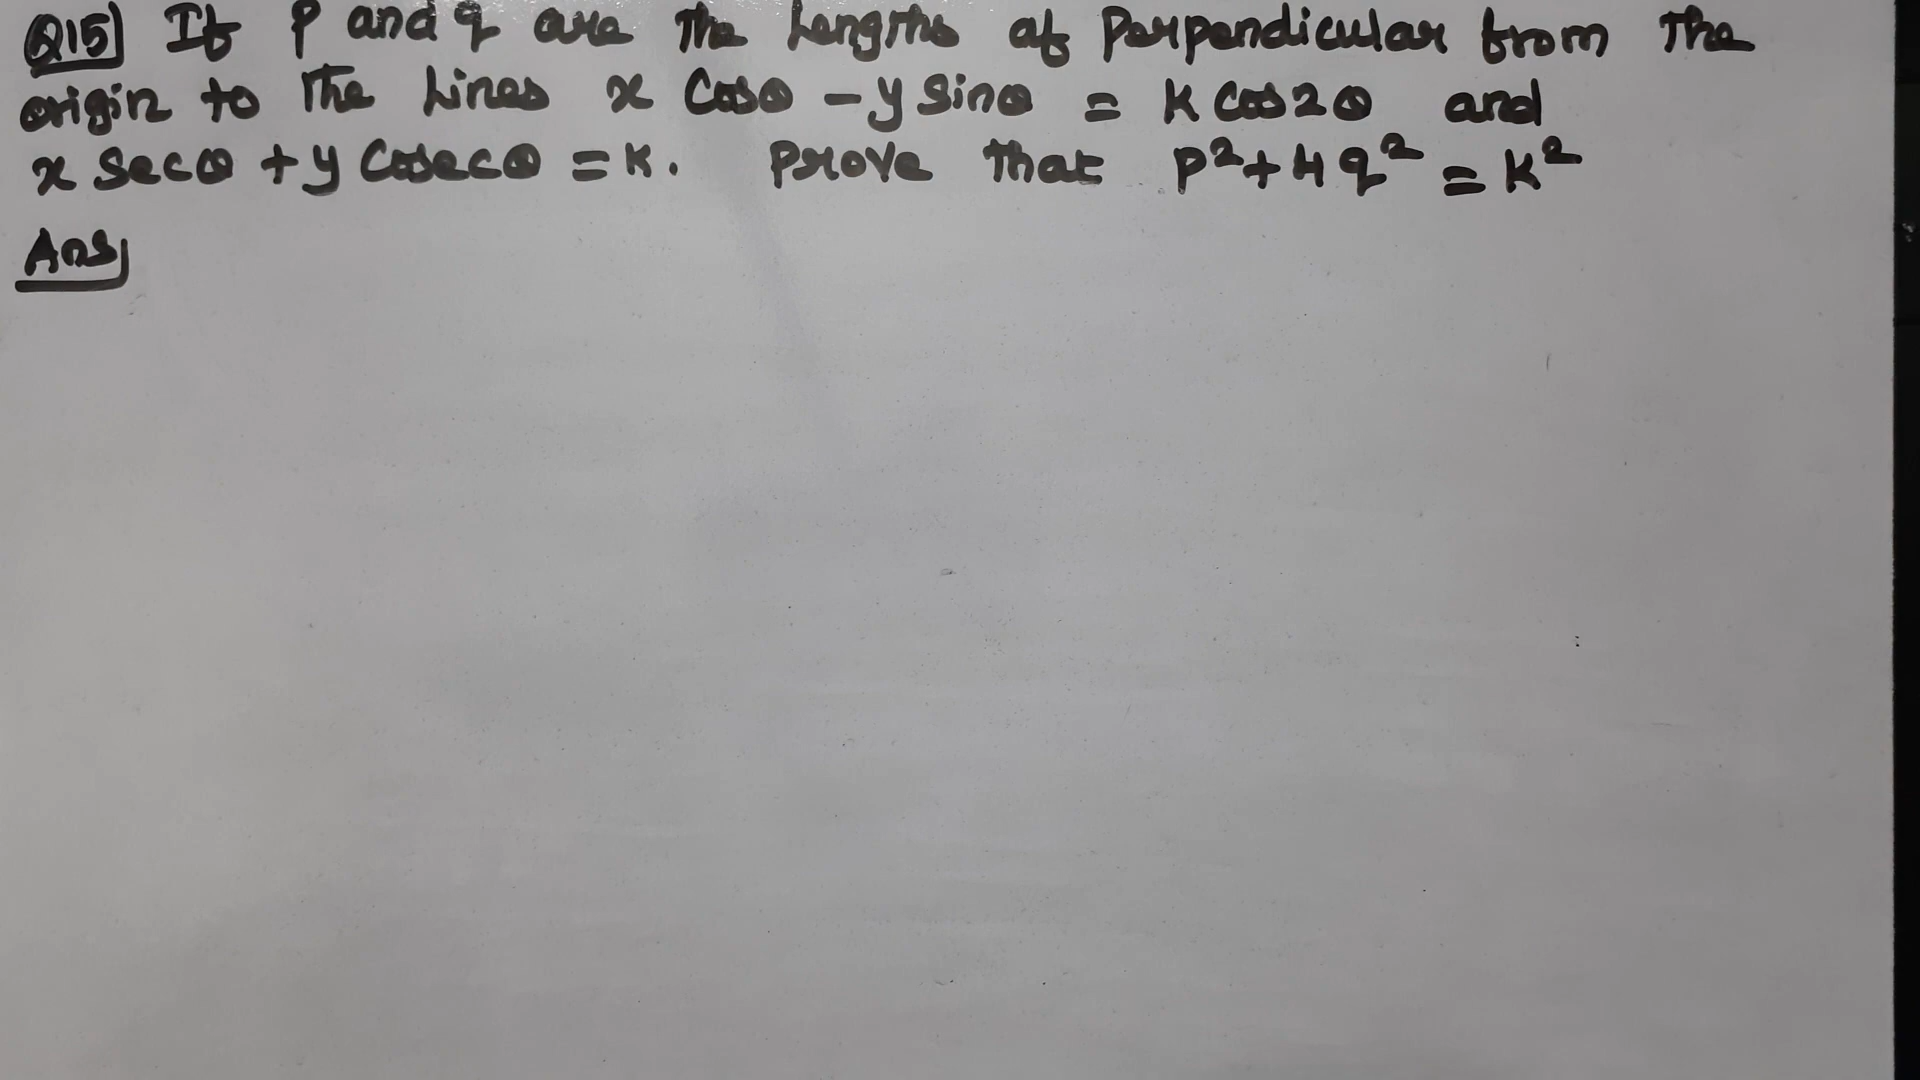 Q15] If P and q are The Lengths of Perpendicular from The
origin to The Lines x Cosθ - y Sinθ = K Cos2θ and
x Secθ + y Cosecθ = K. Prove That P² + 4q² = K²
Ans)